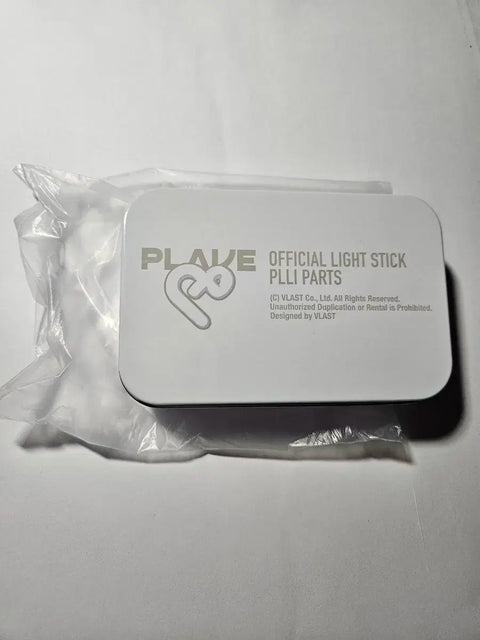 PLAVE
OFFICIAL LIGHT STICK
PLLI PARTS
(C) VLAST Co., Ltd. All Rights Reserved.
Unauthorized Duplication or Rental is Prohibited.
Designed by VLAST